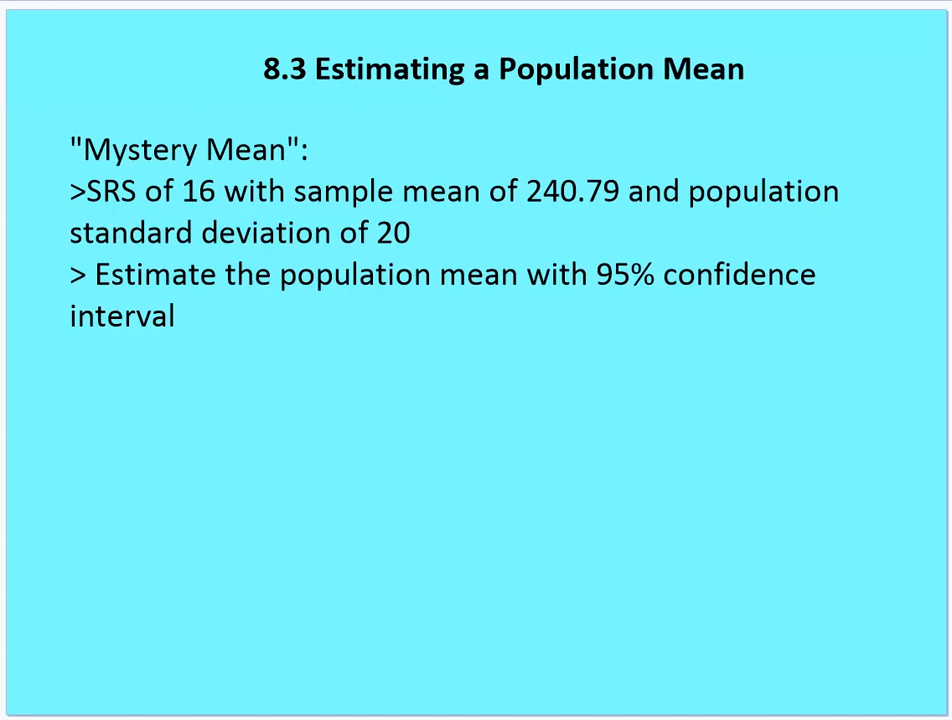 8.3 Estimating a Population Mean
"Mystery Mean":
>SRS of 16 with sample mean of 240.79 and population
standard deviation of 20
> Estimate the population mean with 95% confidence
interval